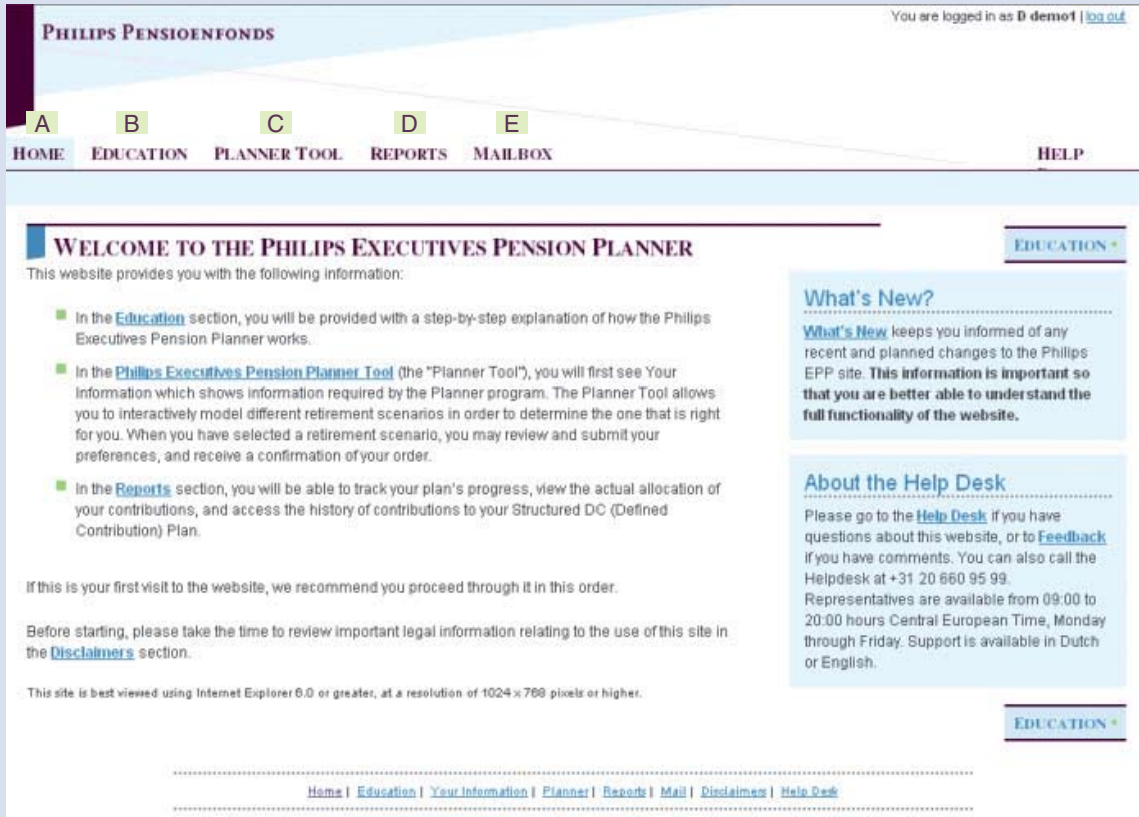 You are logged in as D demo1 | log out
PHILIPS PENSIOENFONDS
A B C D E
HOME EDUCATION PLANNER TOOL REPORTS MAILBOX HELP
WELCOME TO THE PHILIPS EXECUTIVES PENSION PLANNER
This website provides you with the following information:
In the Education section, you will be provided with a step-by-step explanation of how the Philips
Executives Pension Planner works.
In the Philips Executives Pension Planner Tool (the "Planner Tool"), you will first see Your
Information which shows information required by the Planner program. The Planner Tool allows
you to interactively model different retirement scenarios in order to determine the one that is right
for you. When you have selected a retirement scenario, you may review and submit your
preferences, and receive a confirmation of your order.
In the Reports section, you will be able to track your plan's progress, view the actual allocation of
your contributions, and access the history of contributions to your Structured DC (Defined
Contribution) Plan.
If this is your first visit to the website, we recommend you proceed through it in this order.
Before starting, please take the time to review important legal information relating to the use of this site in
the Disclaimers section.
This site is best viewed using Internet Explorer 6.0 or greater, at a resolution of 1024 x 768 pixels or higher.
EDUCATION
What's New?
What's New keeps you informed of any
recent and planned changes to the Philips
EPP site. This information is important so
that you are better able to understand the
full functionality of the website.
About the Help Desk
Please go to the Help Desk if you have
questions about this website, or to Feedback
if you have comments. You can also call the
Helpdesk at +31 20 660 95 99.
Representatives are available from 09:00 to
20:00 hours Central European Time, Monday
through Friday. Support is available in Dutch
or English.
EDUCATION
Home | Education | Your Information | Planner | Reports | Mail | Disclaimers | Help Desk